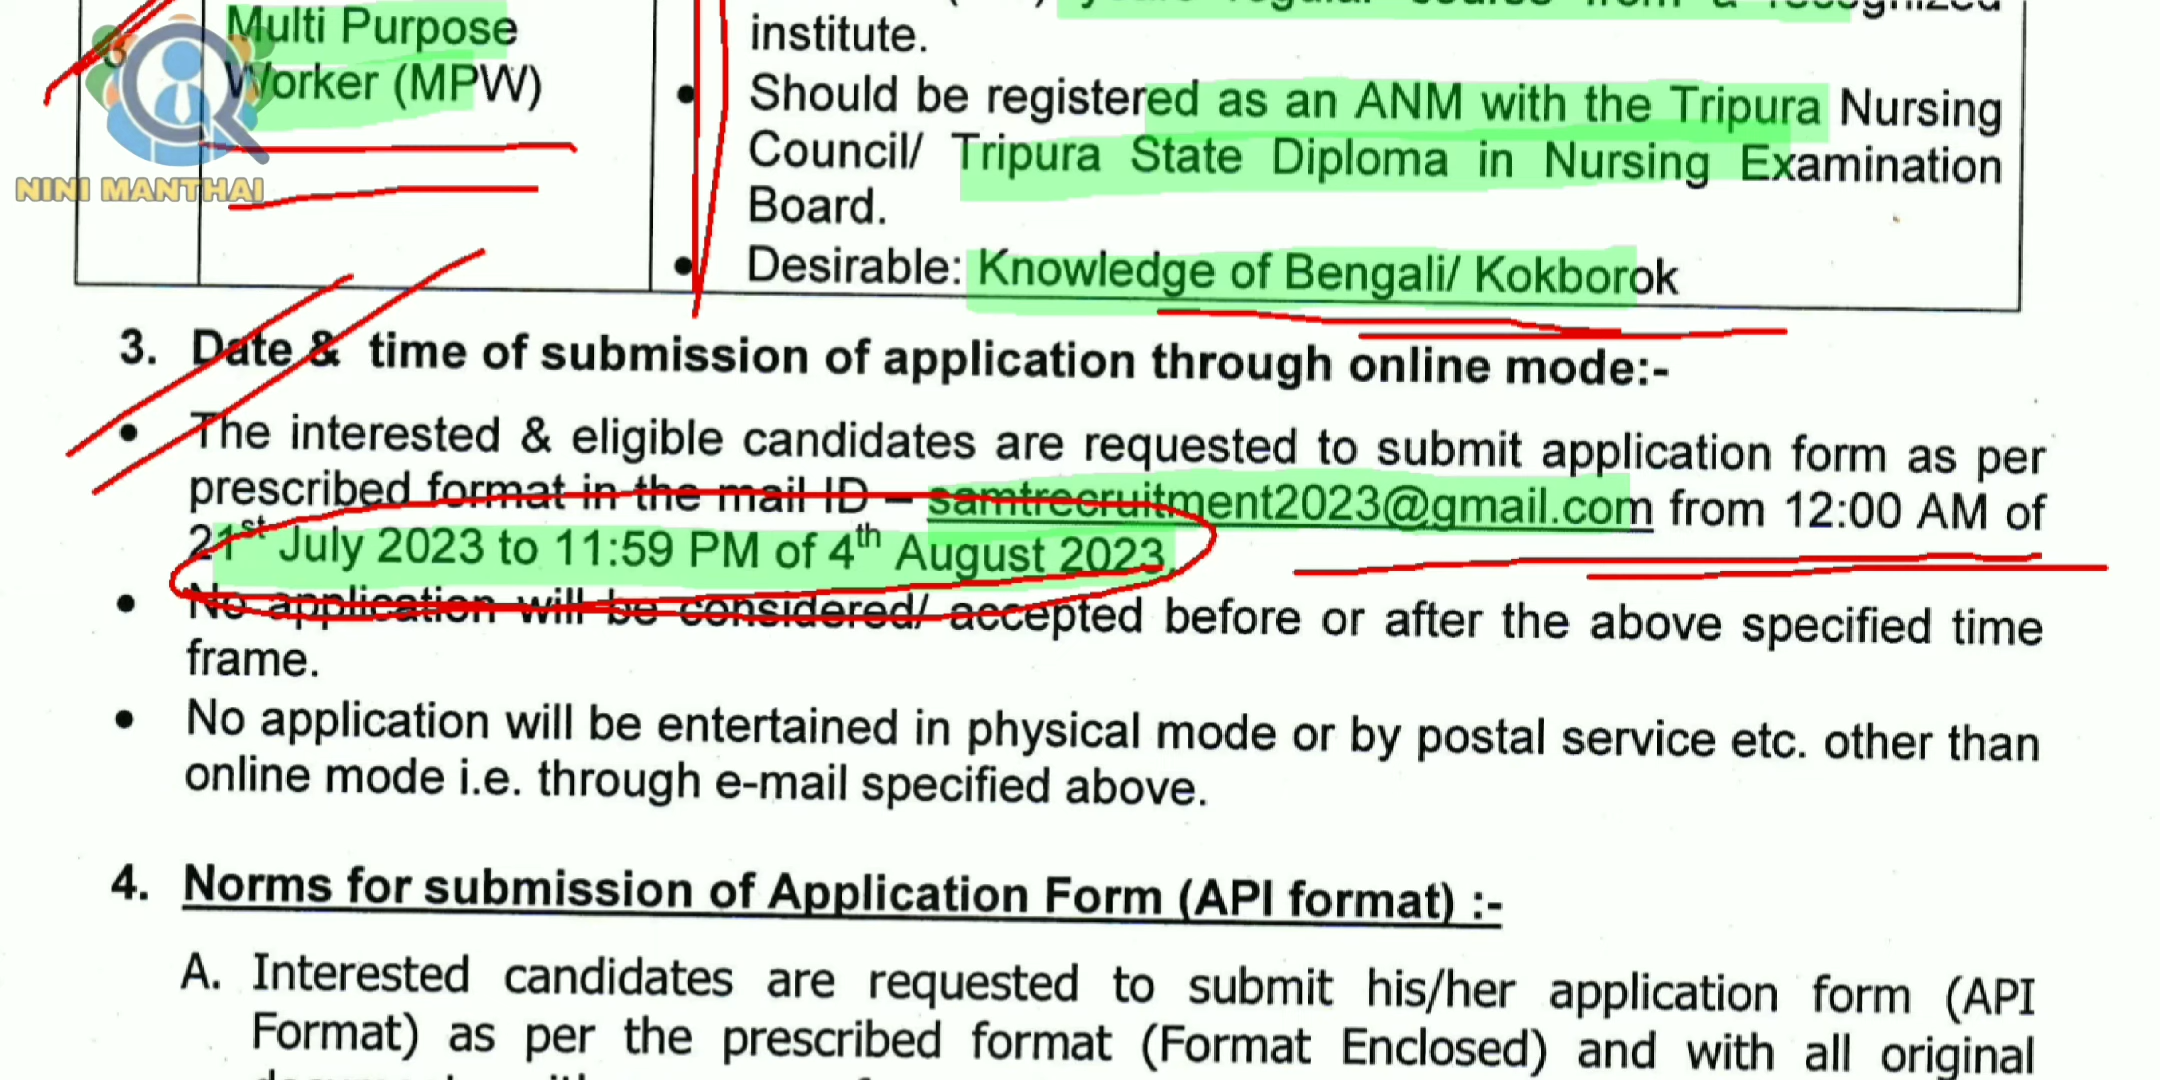 Multi Purpose
institute.
Worker (MPW)
• Should be registered as an ANM with the Tripura Nursing
Council/ Tripura State Diploma in Nursing Examination
Board.
NINI MANTHAI
• Desirable: Knowledge of Bengali/ Kokborok
3. Date & time of submission of application through online mode:-
• The interested & eligible candidates are requested to submit application form as per
prescribed format in the mail ID – samtrecruitment2023@gmail.com from 12:00 AM of
21st July 2023 to 11:59 PM of 4th August 2023.
• No application will be considered/ accepted before or after the above specified time
frame.
• No application will be entertained in physical mode or by postal service etc. other than
online mode i.e. through e-mail specified above.
4. Norms for submission of Application Form (API format) :-
A. Interested candidates are requested to submit his/her application form (API
Format) as per the prescribed format (Format Enclosed) and with all original